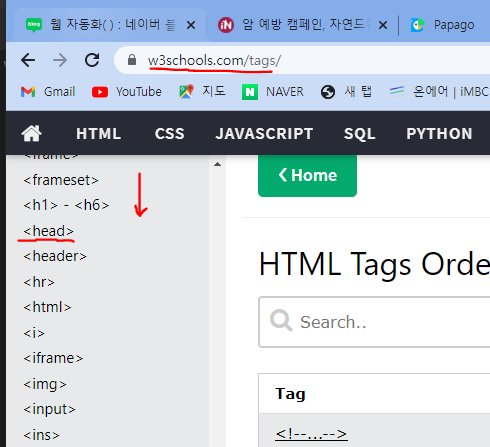 웹 자동화( ) : 네이버 블
암 예방 캠페인, 자연드
Papago
w3schools.com/tags/
Gmail
YouTube
지도
NAVER
새 탭
온에어 | iMBC
HTML
CSS
JAVASCRIPT
SQL
PYTHON
<frame>
<frameset>
<h1> - <h6>
<head>
<header>
<hr>
<html>
<i>
<iframe>
<img>
<input>
<ins>
❮ Home
HTML Tags Orde
Search..
Tag
<!--...-->